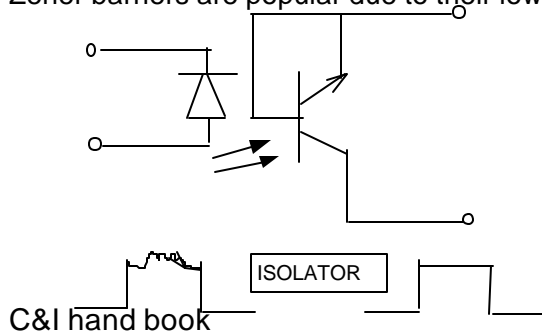 Zener barriers are popular due to their low
ISOLATOR
C&I hand book